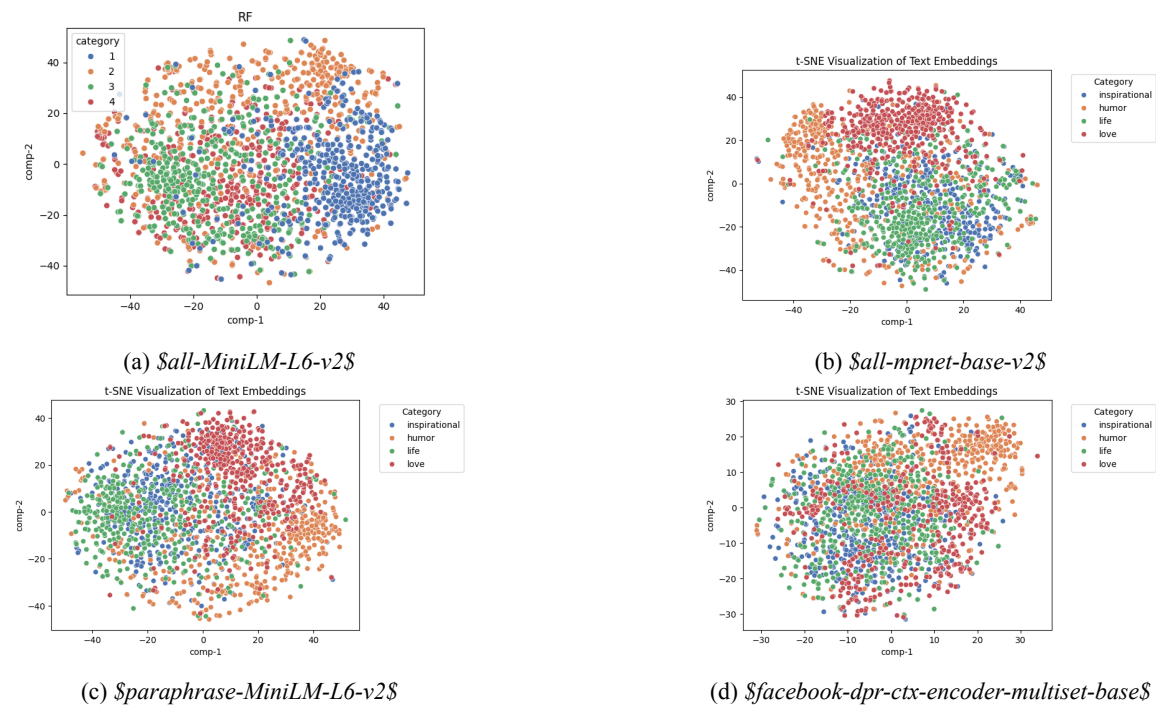 RF
category
1
2
3
4
40
20
0
−20
−40
comp-2
−40
−20
0
20
40
comp-1
(a) $all-MiniLM-L6-v2$
t-SNE Visualization of Text Embeddings
Category
inspirational
humor
life
love
40
20
0
−20
−40
comp-2
−40
−20
0
20
40
comp-1
(b) $all-mpnet-base-v2$
t-SNE Visualization of Text Embeddings
Category
inspirational
humor
life
love
40
20
0
−20
−40
comp-2
−40
−20
0
20
40
comp-1
(c) $paraphrase-MiniLM-L6-v2$
t-SNE Visualization of Text Embeddings
Category
inspirational
humor
life
love
30
20
10
0
−10
−20
−30
comp-2
−30
−20
−10
0
10
20
30
comp-1
(d) $facebook-dpr-ctx-encoder-multiset-base$